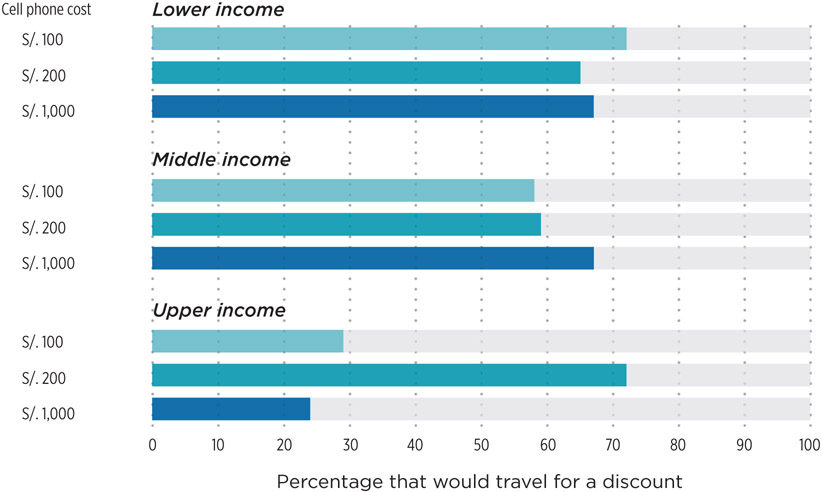 Cell phone cost
Lower income
S/. 100
S/. 200
S/. 1,000
Middle income
S/. 100
S/. 200
S/. 1,000
Upper income
S/. 100
S/. 200
S/. 1,000
0 10 20 30 40 50 60 70 80 90 100
Percentage that would travel for a discount